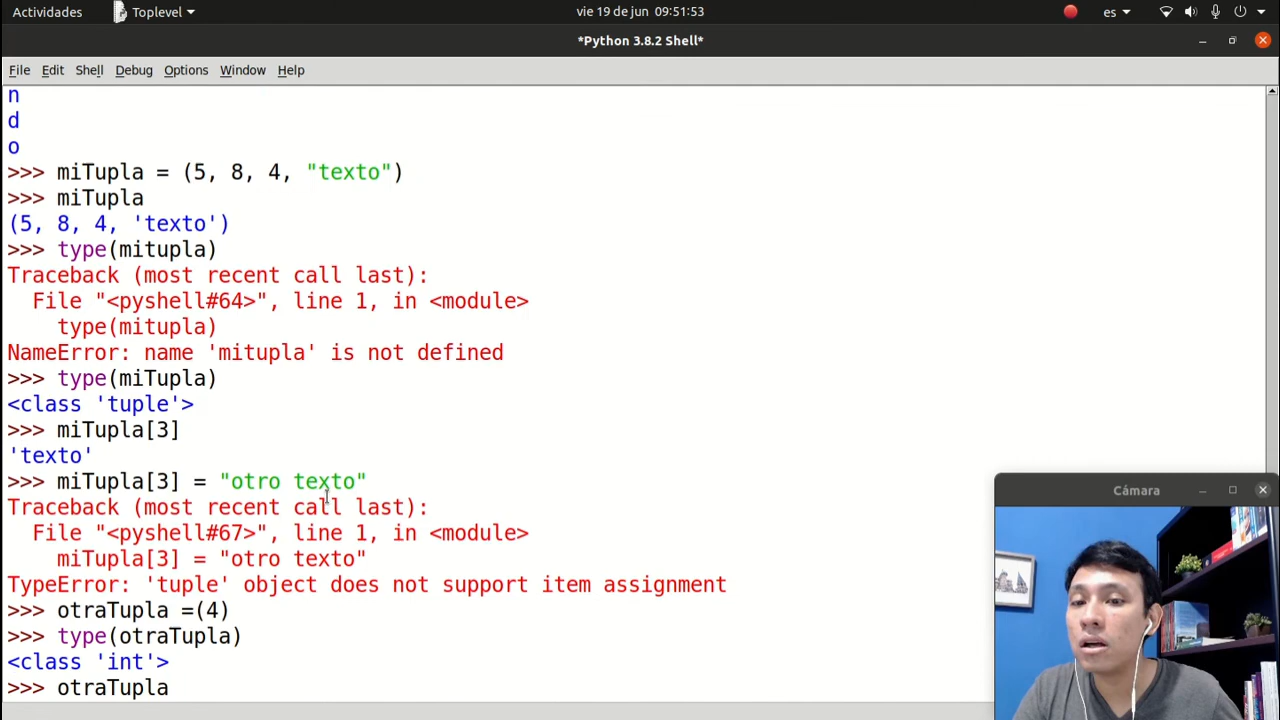 Actividades
Toplevel
vie 19 de jun 09:51:53
es
*Python 3.8.2 Shell*
File Edit Shell Debug Options Window Help
n
d
o
>>> miTupla = (5, 8, 4, "texto")
>>> miTupla
(5, 8, 4, 'texto')
>>> type(mitupla)
Traceback (most recent call last):
  File "<pyshell#64>", line 1, in <module>
    type(mitupla)
NameError: name 'mitupla' is not defined
>>> type(miTupla)
<class 'tuple'>
>>> miTupla[3]
'texto'
>>> miTupla[3] = "otro texto"
Traceback (most recent call last):
  File "<pyshell#67>", line 1, in <module>
    miTupla[3] = "otro texto"
TypeError: 'tuple' object does not support item assignment
>>> otraTupla =(4)
>>> type(otraTupla)
<class 'int'>
>>> otraTupla
Cámara